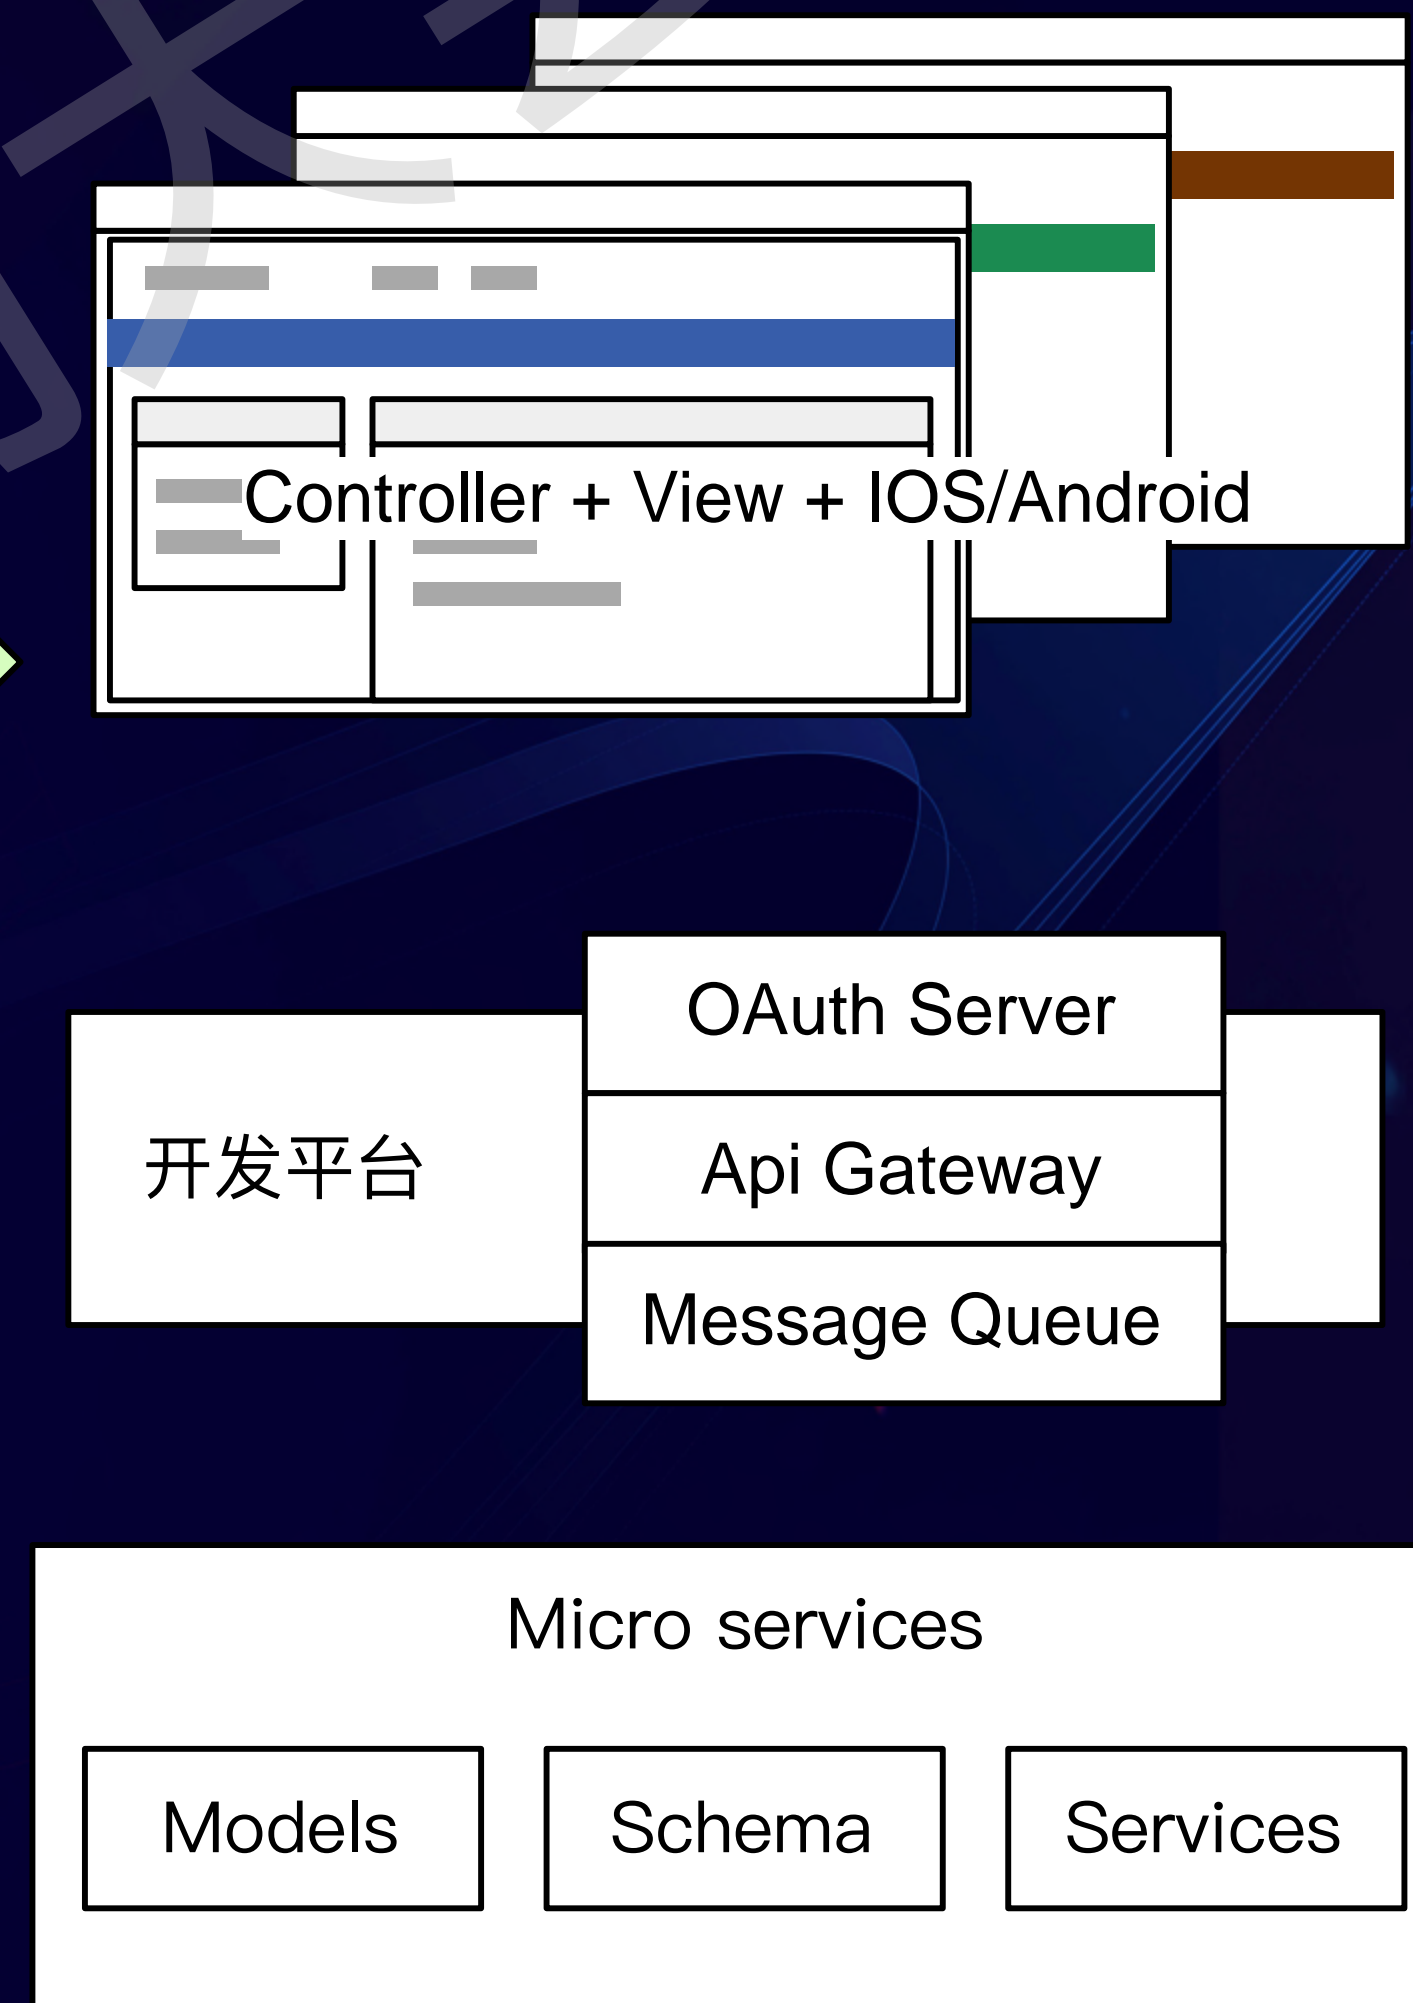 Controller + View + IOS/Android
OAuth Server
开发平台
Api Gateway
Message Queue
Micro services
Models
Schema
Services